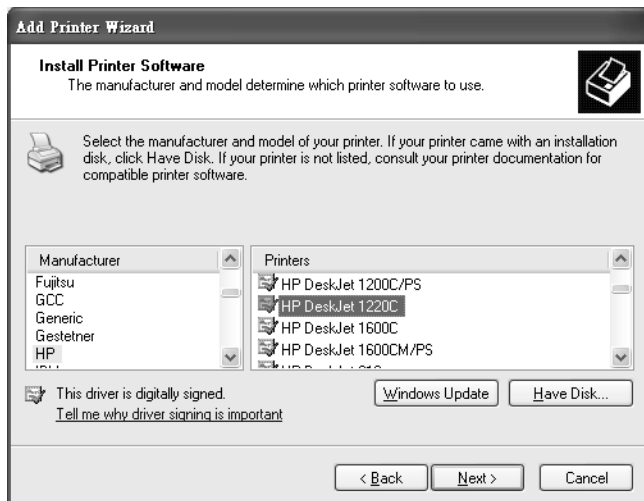 Add Printer Wizard
Install Printer Software
The manufacturer and model determine which printer software to use.
Select the manufacturer and model of your printer. If your printer came with an installation
disk, click Have Disk. If your printer is not listed, consult your printer documentation for
compatible printer software.
Manufacturer
Fujitsu
GCC
Generic
Gestetner
HP
Printers
HP DeskJet 1200C/PS
HP DeskJet 1220C
HP DeskJet 1600C
HP DeskJet 1600CM/PS
This driver is digitally signed.
Tell me why driver signing is important
Windows Update
Have Disk...
< Back
Next >
Cancel